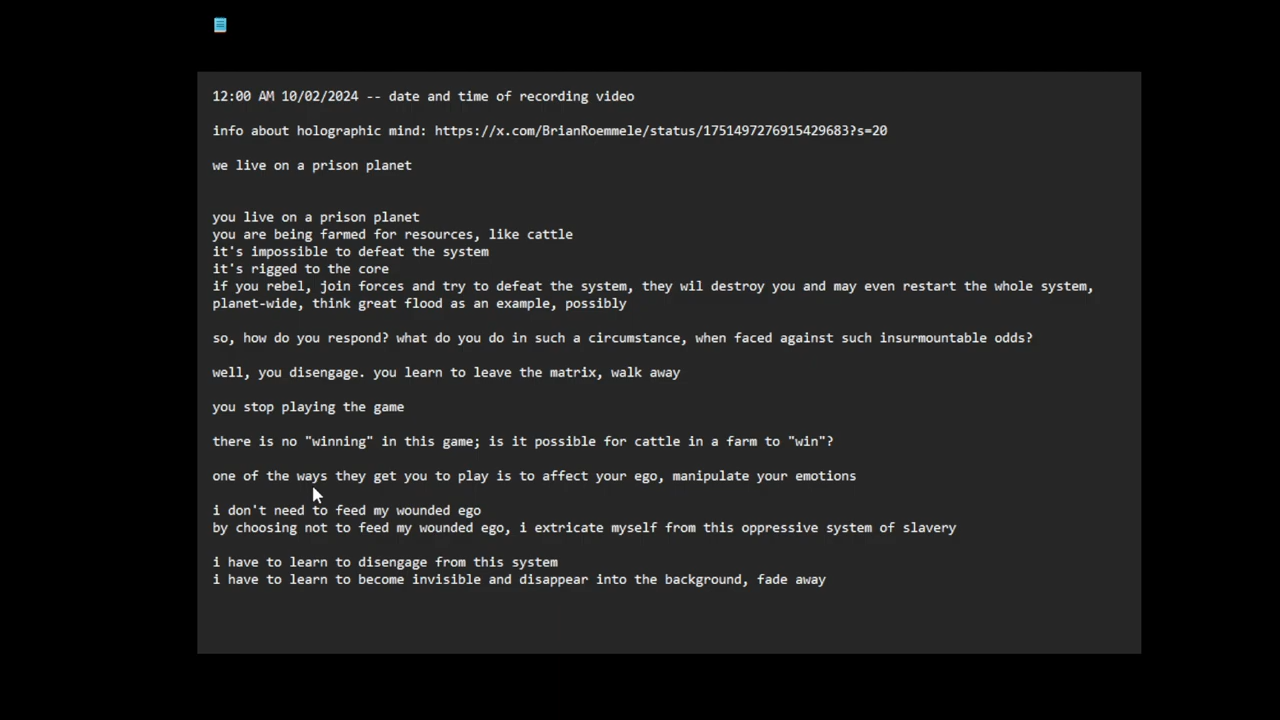 12:00 AM 10/02/2024 -- date and time of recording video
info about holographic mind: https://x.com/BrianRoemmele/status/1751497276915429683?s=20
we live on a prison planet
you live on a prison planet
you are being farmed for resources, like cattle
it's impossible to defeat the system
it's rigged to the core
if you rebel, join forces and try to defeat the system, they wil destroy you and may even restart the whole system,
planet-wide, think great flood as an example, possibly
so, how do you respond? what do you do in such a circumstance, when faced against such insurmountable odds?
well, you disengage. you learn to leave the matrix, walk away
you stop playing the game
there is no "winning" in this game; is it possible for cattle in a farm to "win"?
one of the ways they get you to play is to affect your ego, manipulate your emotions
i don't need to feed my wounded ego
by choosing not to feed my wounded ego, i extricate myself from this oppressive system of slavery
i have to learn to disengage from this system
i have to learn to become invisible and disappear into the background, fade away